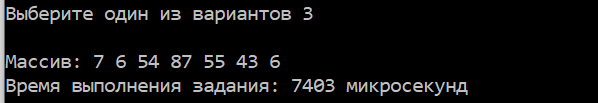 Выберите один из вариантов 3
Массив: 7 6 54 87 55 43 6
Время выполнения задания: 7403 микросекунд